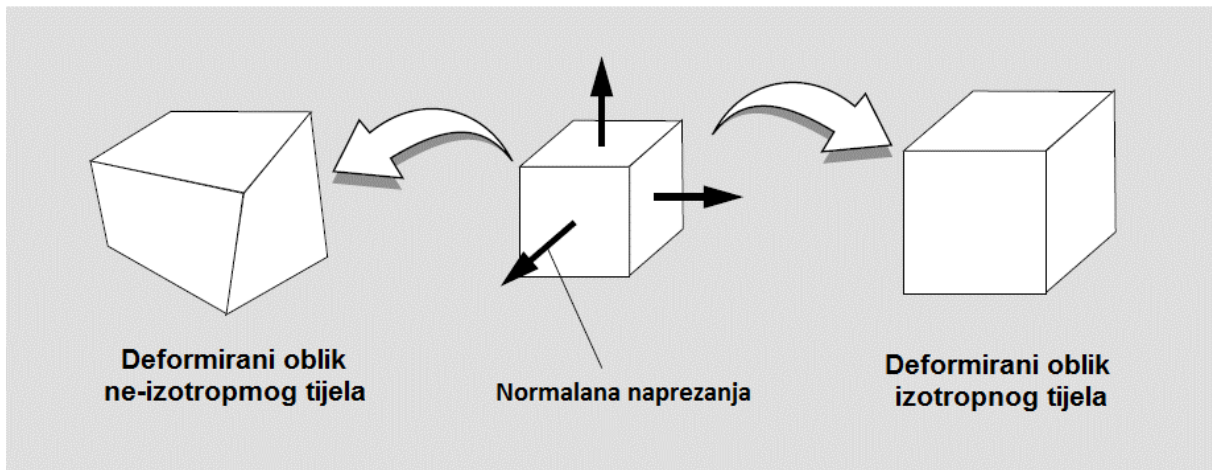 Deformirani oblik
ne-izotropmog tijela
Normalana naprezanja
Deformirani oblik
izotropnog tijela